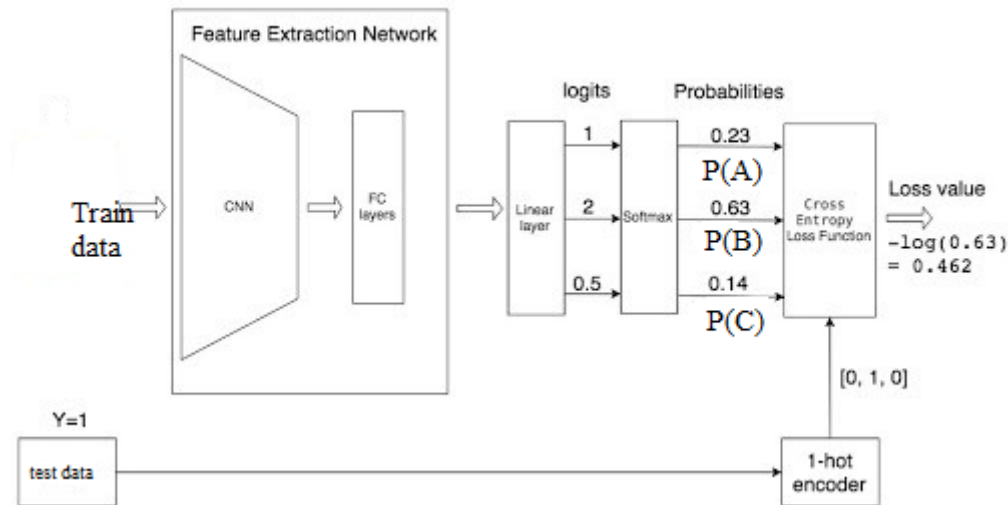 Feature Extraction Network
logits
Probabilities
Train
data
CNN
FC
layers
Linear
layer
1
2
0.5
Softmax
0.23
P(A)
0.63
P(B)
0.14
P(C)
Cross
Entropy
Loss Function
Loss value
-log(0.63)
= 0.462
[0, 1, 0]
Y=1
test data
1-hot
encoder